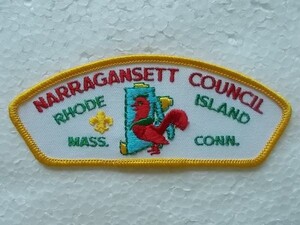 NARRAGANSETT COUNCIL
RHODE ISLAND
MASS. CONN.